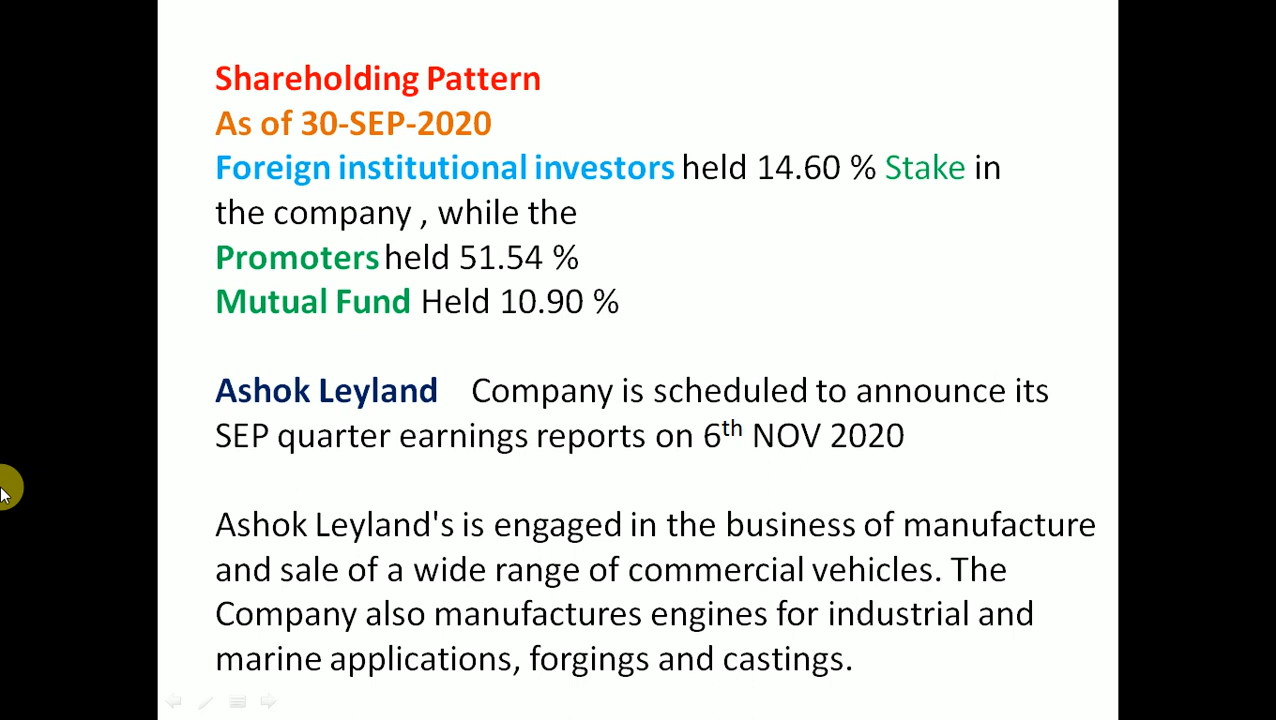 Shareholding Pattern
As of 30-SEP-2020
Foreign institutional investors held 14.60 % Stake in
the company , while the
Promoters held 51.54 %
Mutual Fund Held 10.90 %
Ashok Leyland Company is scheduled to announce its
SEP quarter earnings reports on 6th NOV 2020
Ashok Leyland's is engaged in the business of manufacture
and sale of a wide range of commercial vehicles. The
Company also manufactures engines for industrial and
marine applications, forgings and castings.